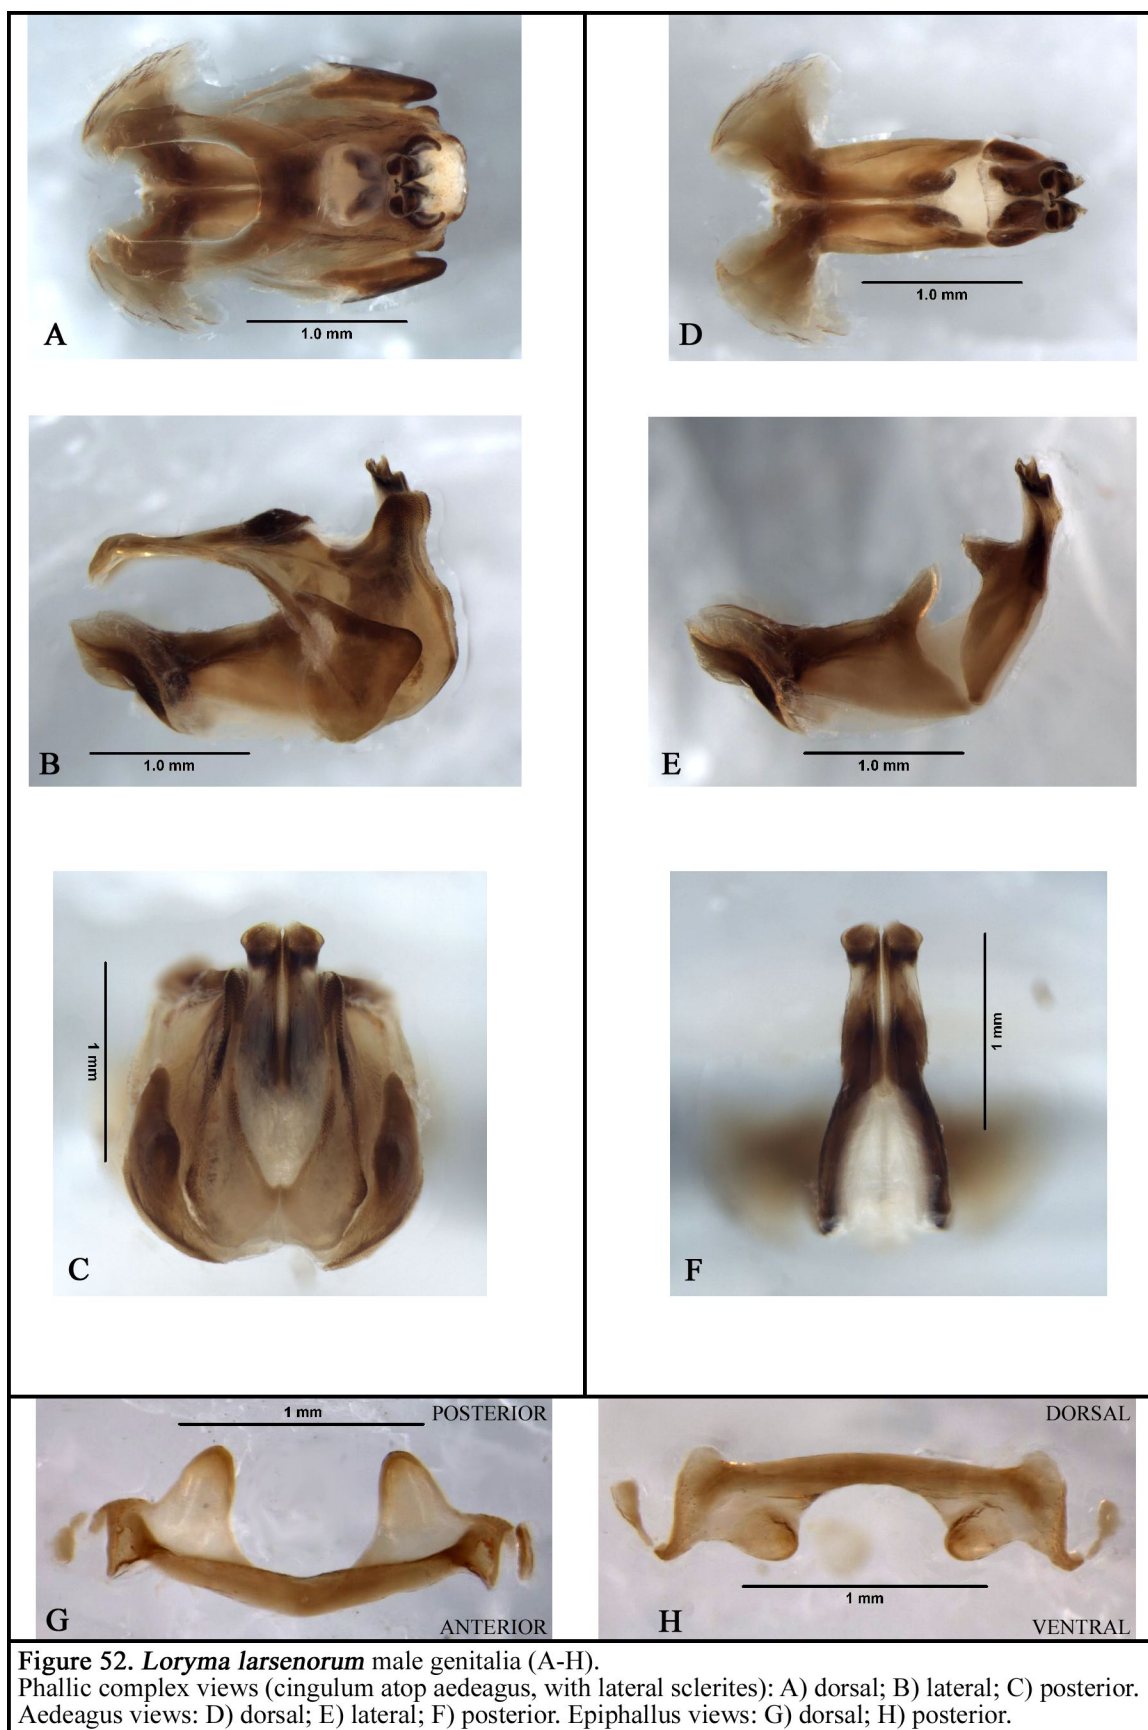 A
1.0 mm
D
1.0 mm
B
1.0 mm
E
1.0 mm
C
1 mm
F
1 mm
1 mm
POSTERIOR
G
ANTERIOR
DORSAL
H
1 mm
VENTRAL
Figure 52. Loryma larsenorum male genitalia (A-H).
Phallic complex views (cingulum atop aedeagus, with lateral sclerites): A) dorsal; B) lateral; C) posterior.
Aedeagus views: D) dorsal; E) lateral; F) posterior. Epiphallus views: G) dorsal; H) posterior.